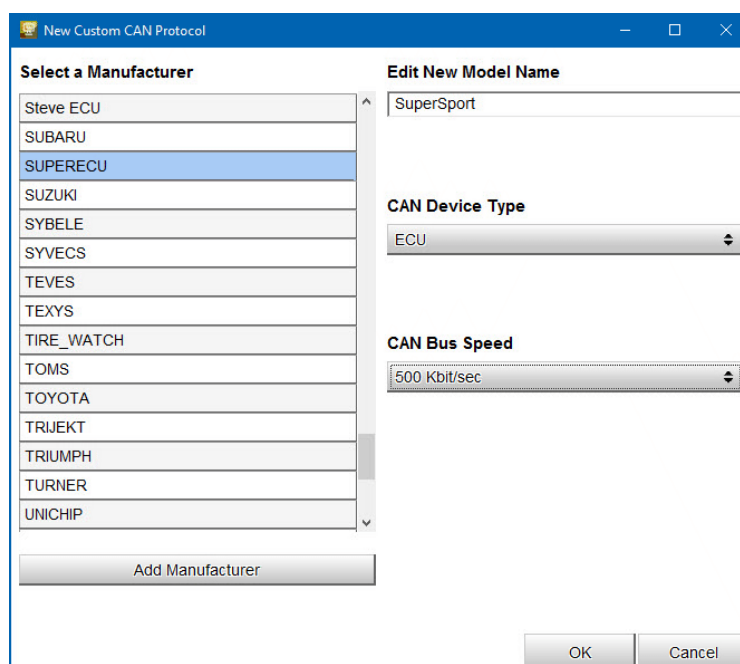 New Custom CAN Protocol
Select a Manufacturer
Steve ECU
SUBARU
SUPERECU
SUZUKI
SYBELE
SYVECS
TEVES
TEXYS
TIRE_WATCH
TOMS
TOYOTA
TRIJEKT
TRIUMPH
TURNER
UNICHIP
Add Manufacturer
Edit New Model Name
SuperSport
CAN Device Type
ECU
CAN Bus Speed
500 Kbit/sec
OK
Cancel